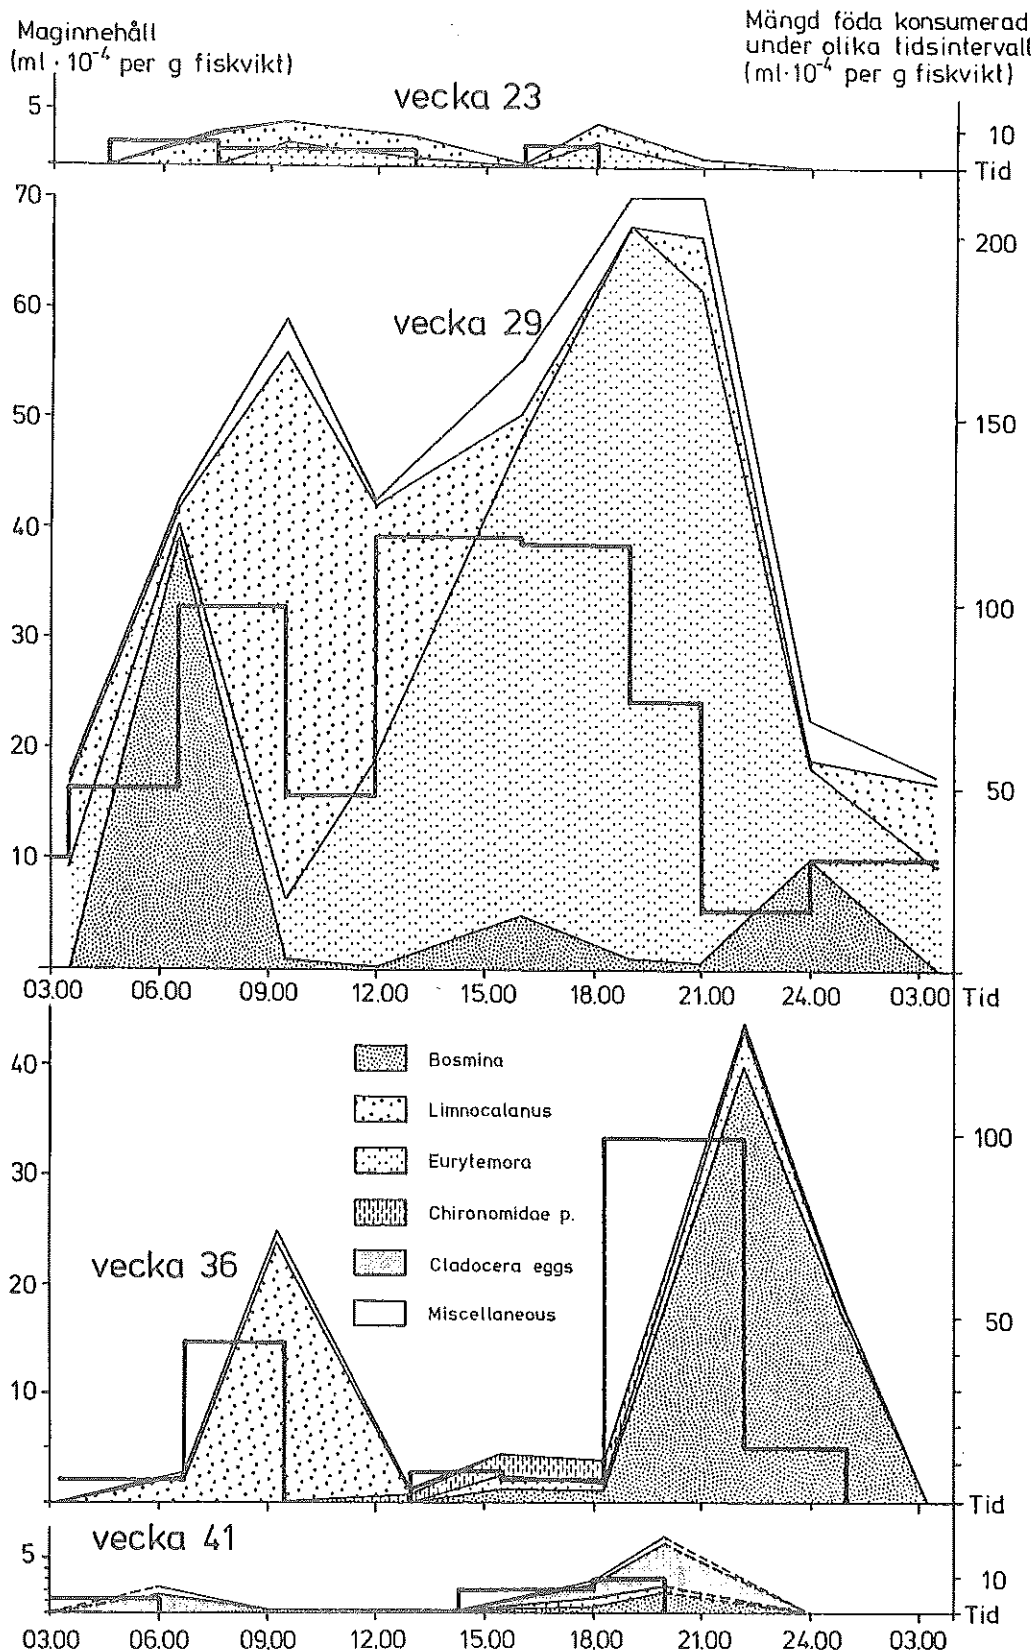 Maginnehåll
(ml · 10⁻⁴ per g fiskvikt)
Mängd föda konsumerad
under olika tidsintervall
(ml·10⁻⁴ per g fiskvikt)
vecka 23
5
10
Tid
70
60
50
40
30
20
10
vecka 29
200
150
100
50
03.00 06.00 09.00 12.00 15.00 18.00 21.00 24.00 03.00 Tid
40
30
20
10
vecka 36
Bosmina
Limnocalanus
Eurytemora
Chironomidae p.
Cladocera eggs
Miscellaneous
100
50
Tid
vecka 41
5
10
Tid
03.00 06.00 09.00 12.00 15.00 18.00 21.00 24.00 03.00